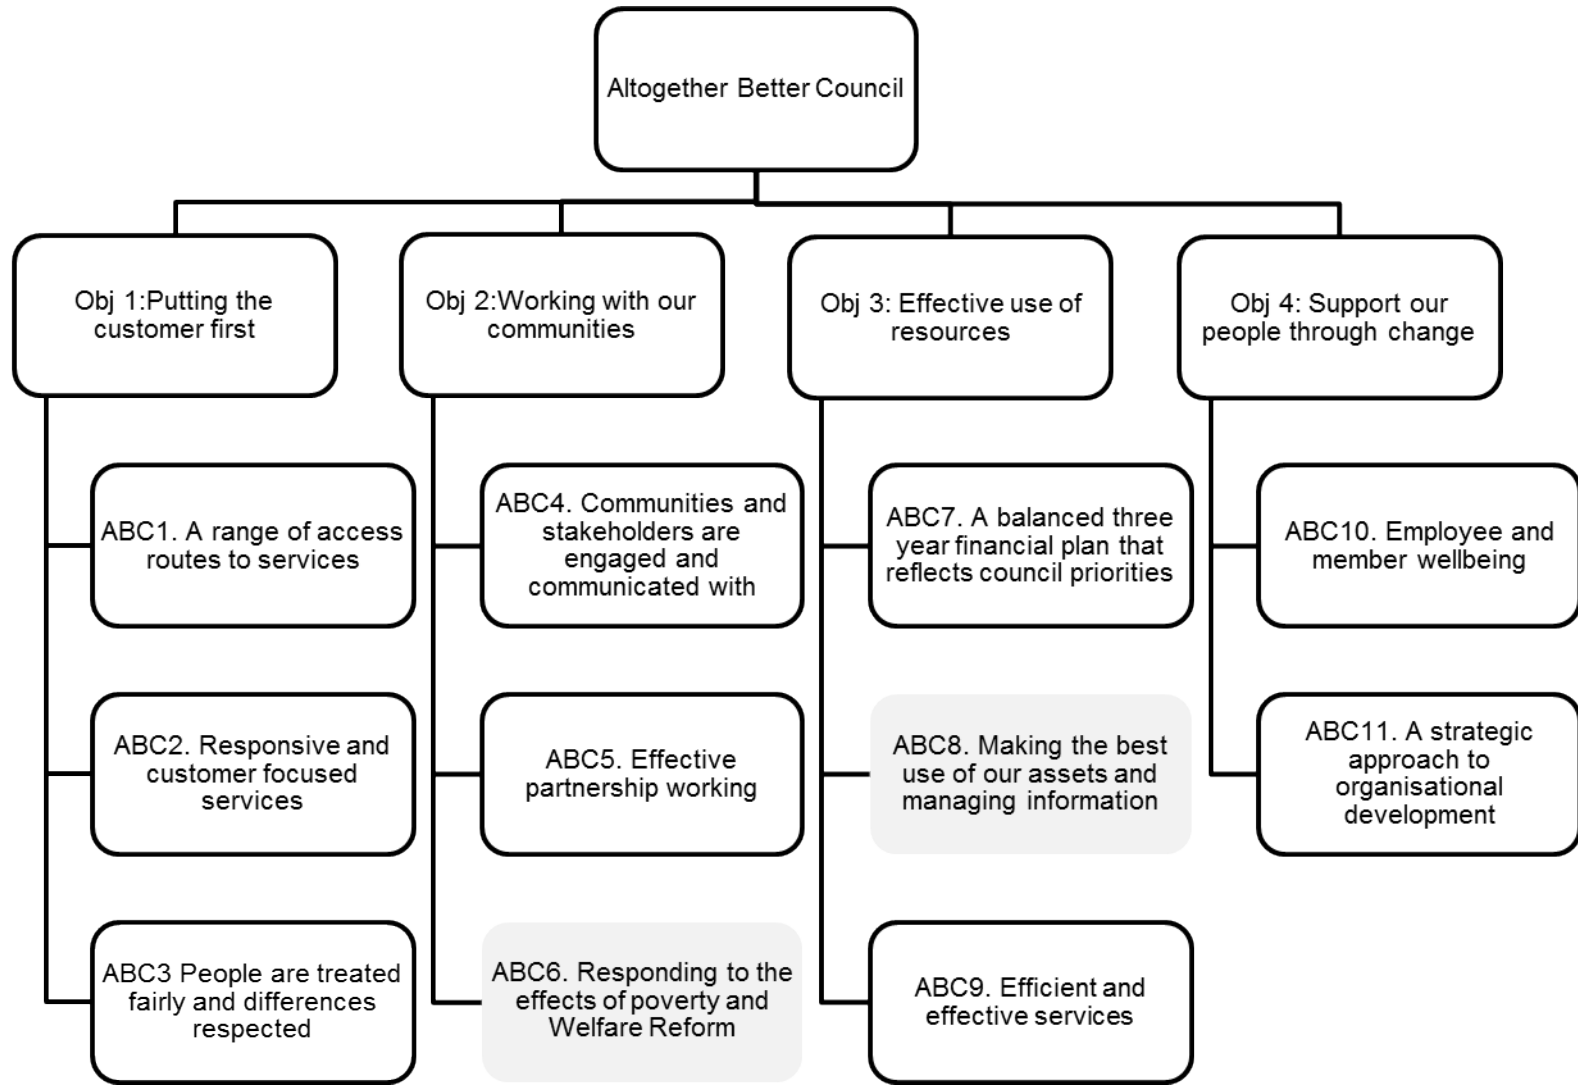 Altogether Better Council
Obj 1:Putting the
customer first
Obj 2:Working with our
communities
Obj 3: Effective use of
resources
Obj 4: Support our
people through change
ABC1. A range of access
routes to services
ABC4. Communities and
stakeholders are
engaged and
communicated with
ABC7. A balanced three
year financial plan that
reflects council priorities
ABC10. Employee and
member wellbeing
ABC2. Responsive and
customer focused
services
ABC5. Effective
partnership working
ABC8. Making the best
use of our assets and
managing information
ABC11. A strategic
approach to
organisational
development
ABC3 People are treated
fairly and differences
respected
ABC6. Responding to the
effects of poverty and
Welfare Reform
ABC9. Efficient and
effective services